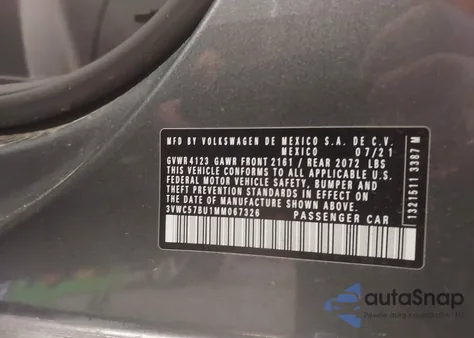 MFD BY VOLKSWAGEN DE MEXICO S.A. DE C.V.
MEXICO 07/21
GVWR 4123 GAWR FRONT 2161 / REAR 2072 LBS
THIS VEHICLE CONFORMS TO ALL APPLICABLE U.S.
FEDERAL MOTOR VEHICLE SAFETY, BUMPER AND
THEFT PREVENTION STANDARDS IN EFFECT ON THE
DATE OF MANUFACTURE SHOWN ABOVE.
3VWC57BU1MM067326 PASSENGER CAR
1321511 3387 M
autoSnap